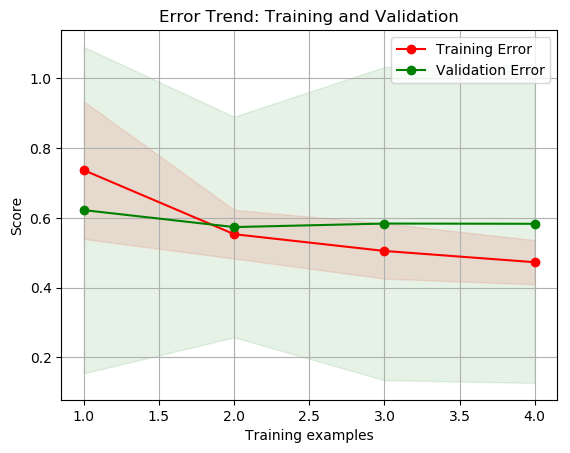 Error Trend: Training and Validation
Training Error
Validation Error
1.0
0.8
0.6
0.4
0.2
Score
1.0 1.5 2.0 2.5 3.0 3.5 4.0
Training examples